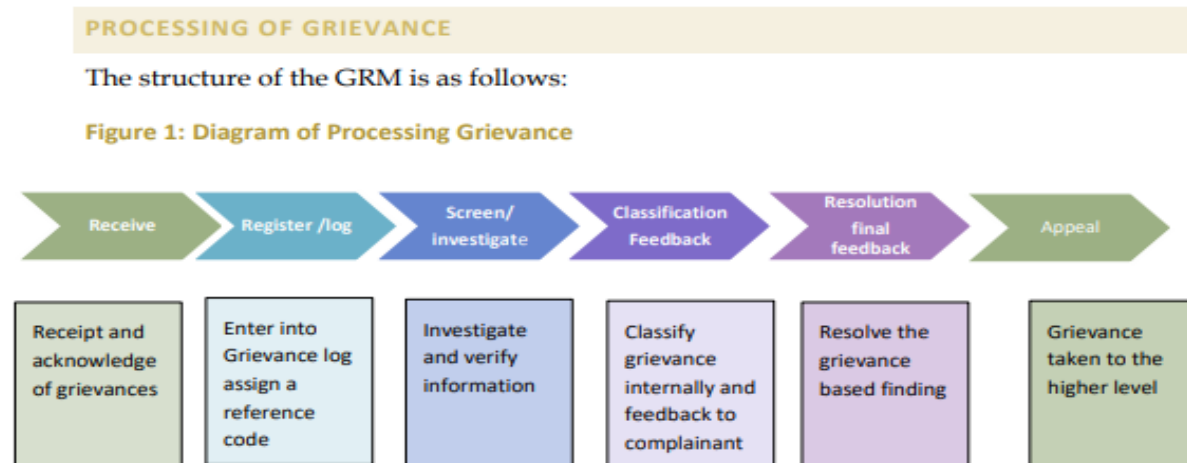 PROCESSING OF GRIEVANCE
The structure of the GRM is as follows:
Figure 1: Diagram of Processing Grievance
Receive
Register /log
Screen/
investigate
Classification
Feedback
Resolution
final
feedback
Appeal
Receipt and
acknowledge
of grievances
Enter into
Grievance log
assign a
reference
code
Investigate
and verify
information
Classify
grievance
internally and
feedback to
complainant
Resolve the
grievance
based finding
Grievance
taken to the
higher level